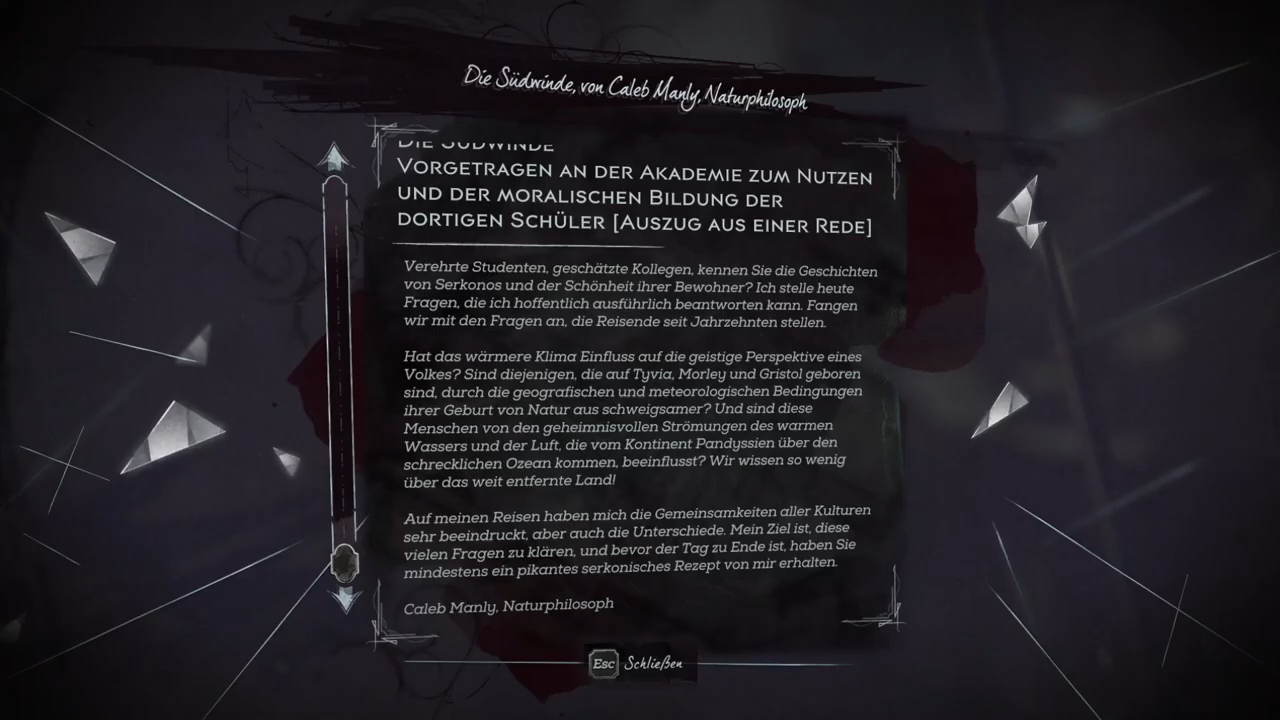 Die Südwinde, von Caleb Manly, Naturphilosoph
Die Südwinde
Vorgetragen an der Akademie zum Nutzen
und der moralischen Bildung der
dortigen Schüler [Auszug aus einer Rede]
Verehrte Studenten, geschätzte Kollegen, kennen Sie die Geschichten
von Serkonos und der Schönheit ihrer Bewohner? Ich stelle heute
Fragen, die ich hoffentlich ausführlich beantworten kann. Fangen
wir mit den Fragen an, die Reisende seit Jahrzehnten stellen.
Hat das wärmere Klima Einfluss auf die geistige Perspektive eines
Volkes? Sind diejenigen, die auf Tyvia, Morley und Gristol geboren
sind, durch die geografischen und meteorologischen Bedingungen
ihrer Geburt von Natur aus schweigsamer? Und sind diese
Menschen von den geheimnisvollen Strömungen des warmen
Wassers und der Luft, die vom Kontinent Pandyssien über den
schrecklichen Ozean kommen, beeinflusst? Wir wissen so wenig
über das weit entfernte Land!
Auf meinen Reisen haben mich die Gemeinsamkeiten aller Kulturen
sehr beeindruckt, aber auch die Unterschiede. Mein Ziel ist, diese
vielen Fragen zu klären, und bevor der Tag zu Ende ist, haben Sie
mindestens ein pikantes serkonisches Rezept von mir erhalten.
Caleb Manly, Naturphilosoph
Esc Schließen